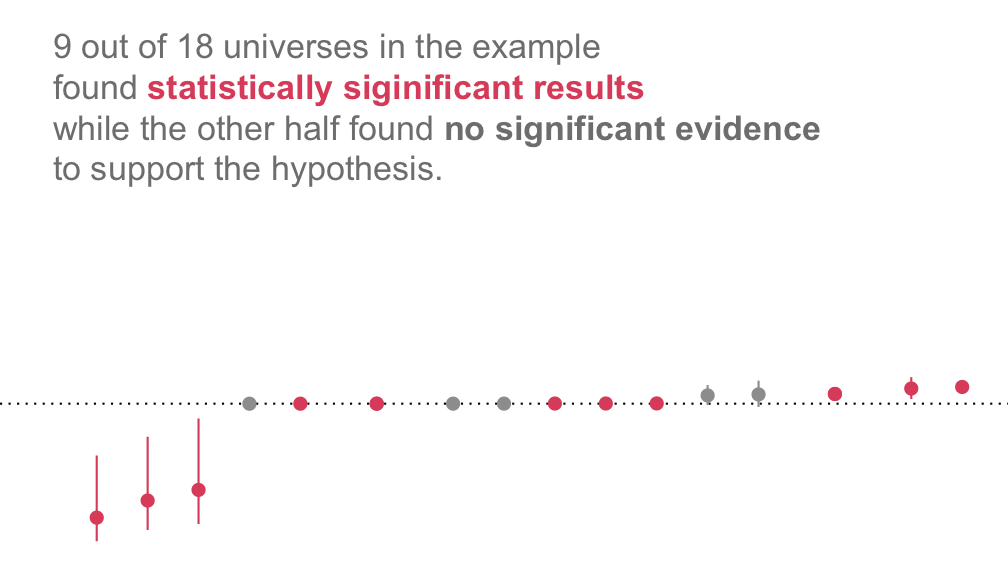 9 out of 18 universes in the example
found statistically siginificant results
while the other half found no significant evidence
to support the hypothesis.